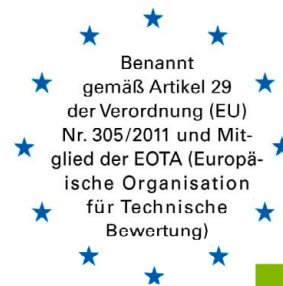 Benannt
gemäß Artikel 29
der Verordnung (EU)
Nr. 305/2011 und Mit-
glied der EOTA (Europä-
ische Organisation
für Technische
Bewertung)